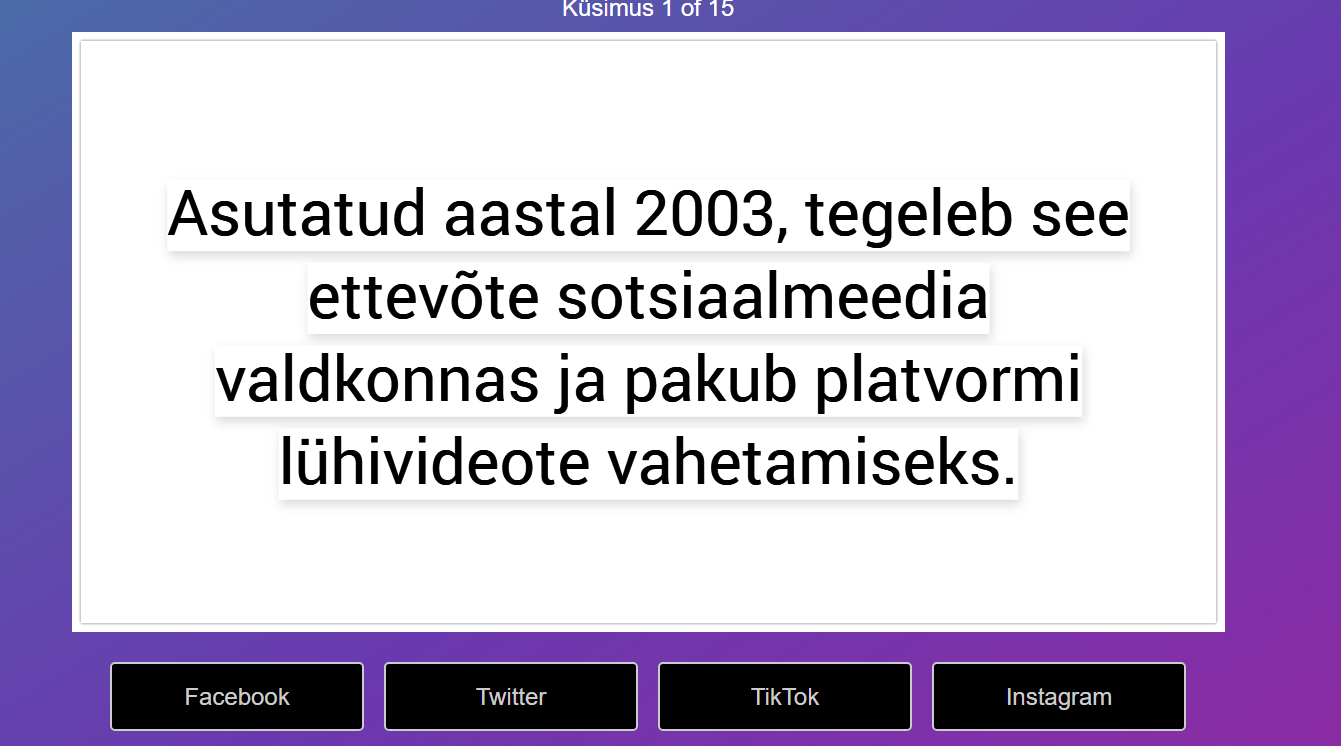 Küsimus 1 of 15
Asutatud aastal 2003, tegeleb see
ettevõte sotsiaalmeedia
valdkonnas ja pakub platvormi
lühivideote vahetamiseks.
Facebook
Twitter
TikTok
Instagram